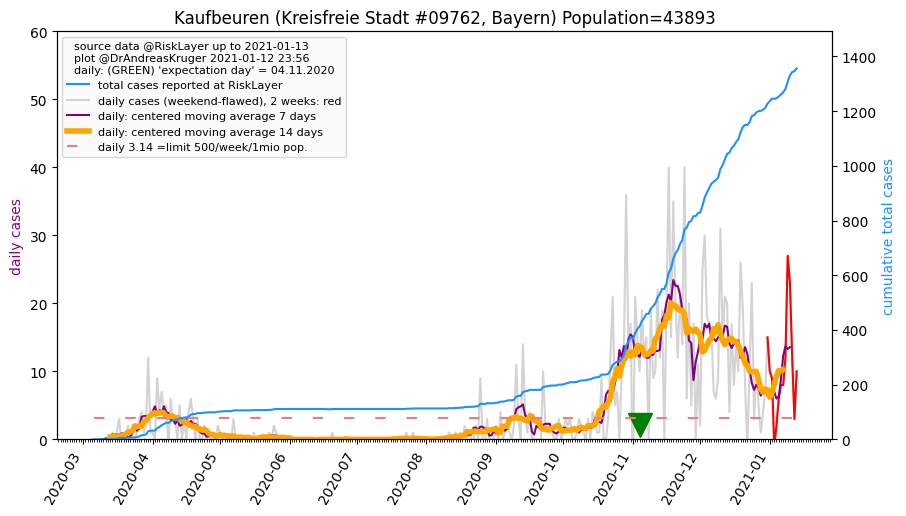 Kaufbeuren (Kreisfreie Stadt #09762, Bayern) Population=43893
source data @RiskLayer up to 2021-01-13
plot @DrAndreasKruger 2021-01-12 23:56
daily: (GREEN) 'expectation day' = 04.11.2020
total cases reported at RiskLayer
daily cases (weekend-flawed), 2 weeks: red
daily: centered moving average 7 days
daily: centered moving average 14 days
daily 3.14 =limit 500/week/1mio pop.
daily cases
60
50
40
30
20
10
0
1400
1200
1000
800
600
400
200
0
cumulative total cases
2020-03
2020-04
2020-05
2020-06
2020-07
2020-08
2020-09
2020-10
2020-11
2020-12
2021-01